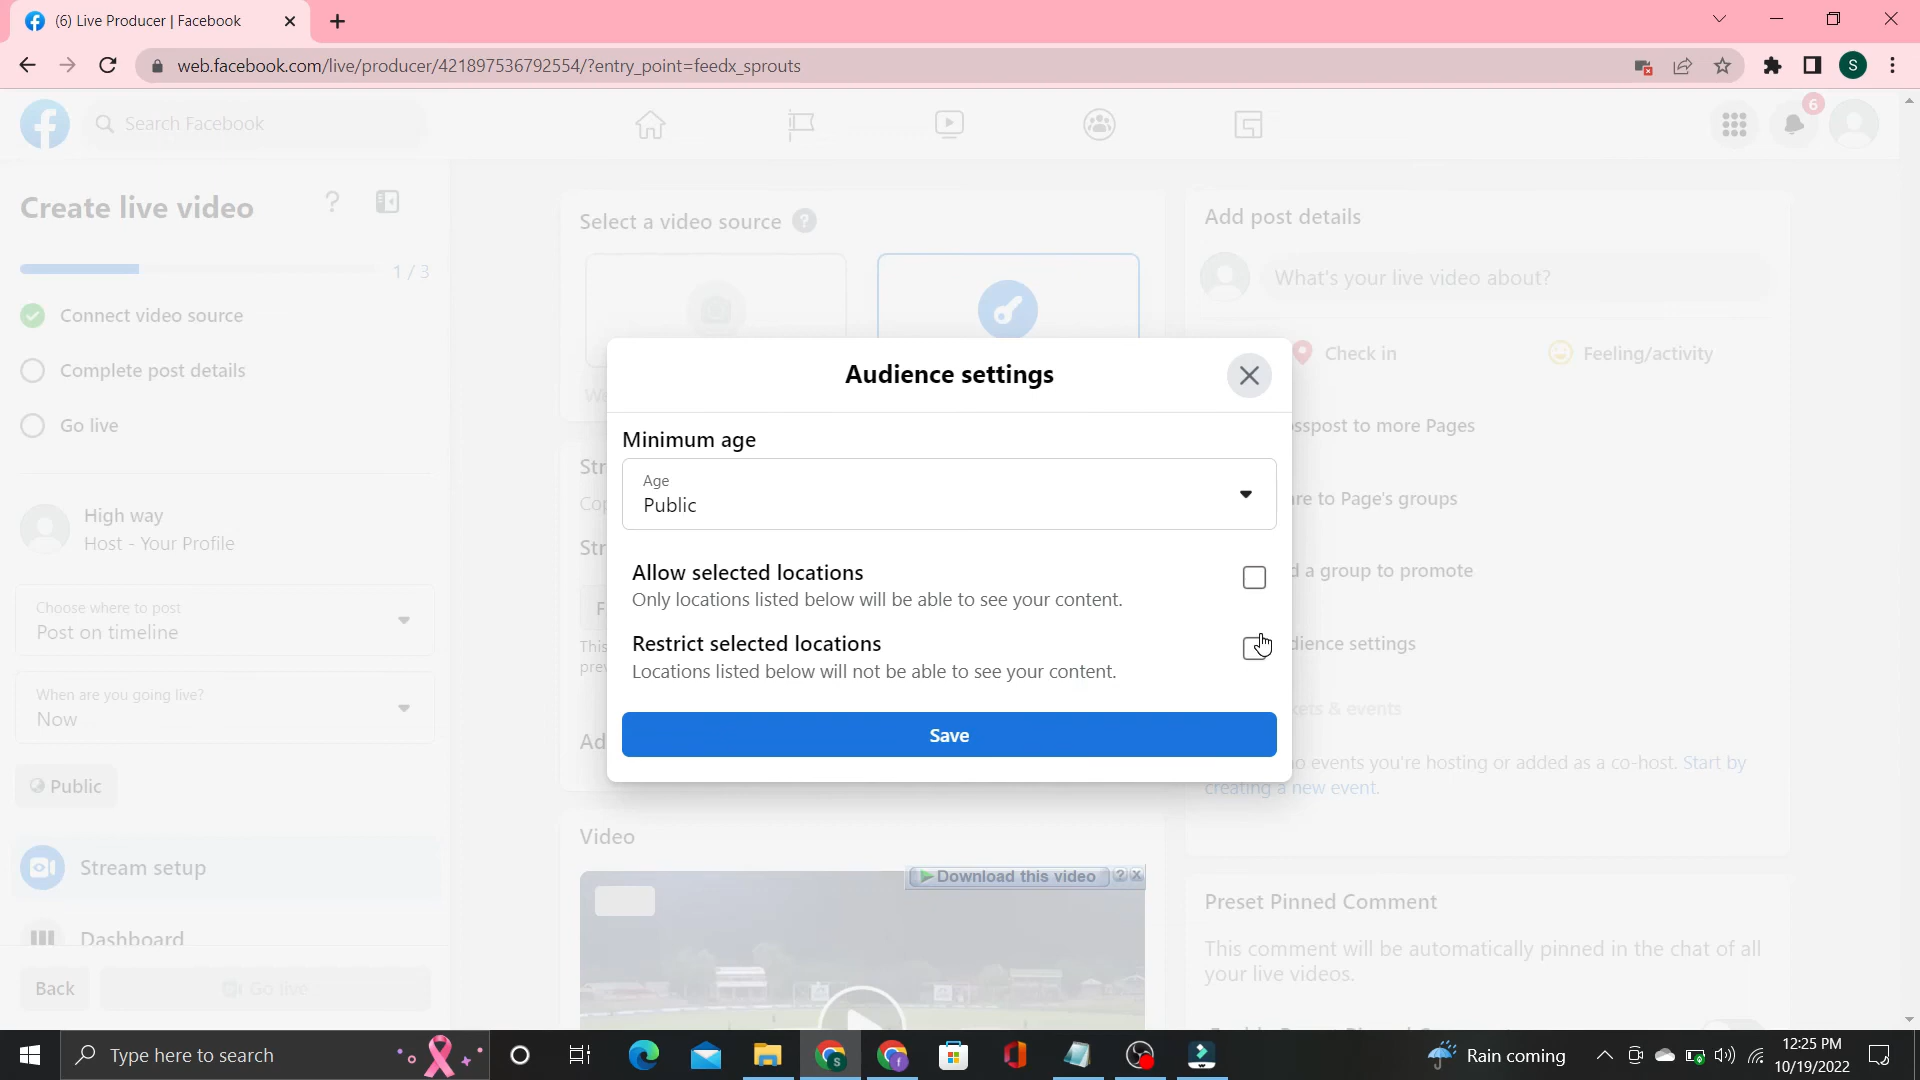 (6) Live Producer | Facebook
web.facebook.com/live/producer/421897536792554/?entry_point=feedx_sprouts
S
Search Facebook
6
Create live video
?
1 / 3
Connect video source
Complete post details
Go live
High way
Host - Your Profile
Choose where to post
Post on timeline
When are you going live?
Now
Public
Stream setup
Dashboard
Back
Go live
Select a video source ?
Audience settings
Minimum age
Age
Public
Allow selected locations
Only locations listed below will be able to see your content.
Restrict selected locations
Locations listed below will not be able to see your content.
Save
Video
Download this video
Add post details
What's your live video about?
Check in
Feeling/activity
to more Pages
to Page's groups
a group to promote
settings
& events
events you're hosting or added as a co-host. Start by
creating a new event.
Preset Pinned Comment
This comment will be automatically pinned in the chat of all
your live videos.
Type here to search
Rain coming
12:25 PM
10/19/2022